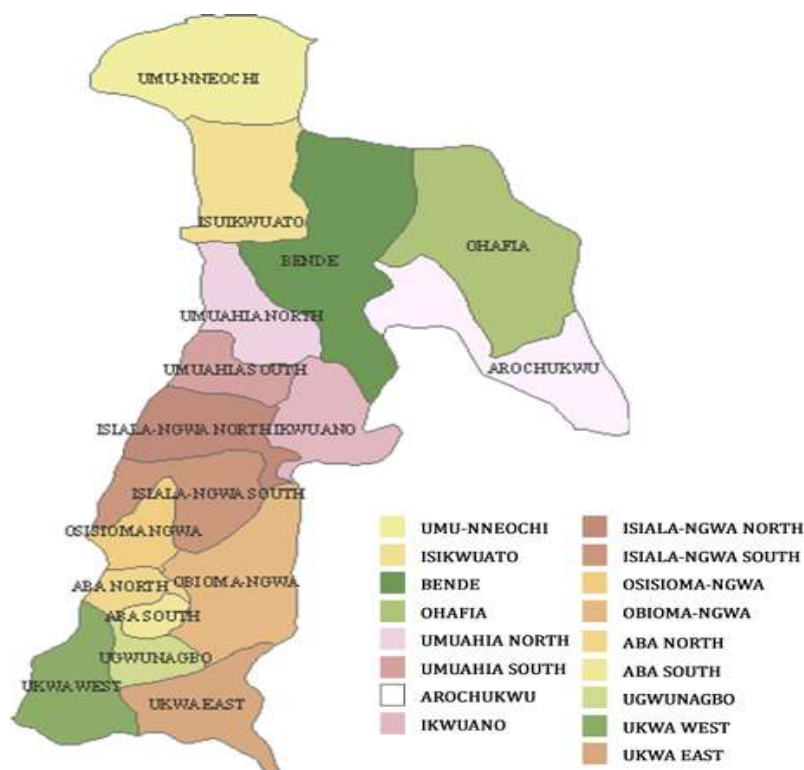 UMU-NNEOCHI
ISUIKWUATO
OHAFIA
BENDE
UMUAHIA NORTH
UMUAHIA SOUTH
AROCHUKWU
ISIALA-NGWA NORTH
IKWUANO
ISIALA-NGWA SOUTH
OSISIOMA NGWA
ABA NORTH
OBIOMA-NGWA
ABA SOUTH
UGWUNAGBO
UKWA WEST
UKWA EAST
UMU-NNEOCHI
ISIKWUATO
BENDE
OHAFIA
UMUAHIA NORTH
UMUAHIA SOUTH
AROCHUKWU
IKWUANO
ISIALA-NGWA NORTH
ISIALA-NGWA SOUTH
OSISIOMA-NGWA
OBIOMA-NGWA
ABA NORTH
ABA SOUTH
UGWUNAGBO
UKWA WEST
UKWA EAST